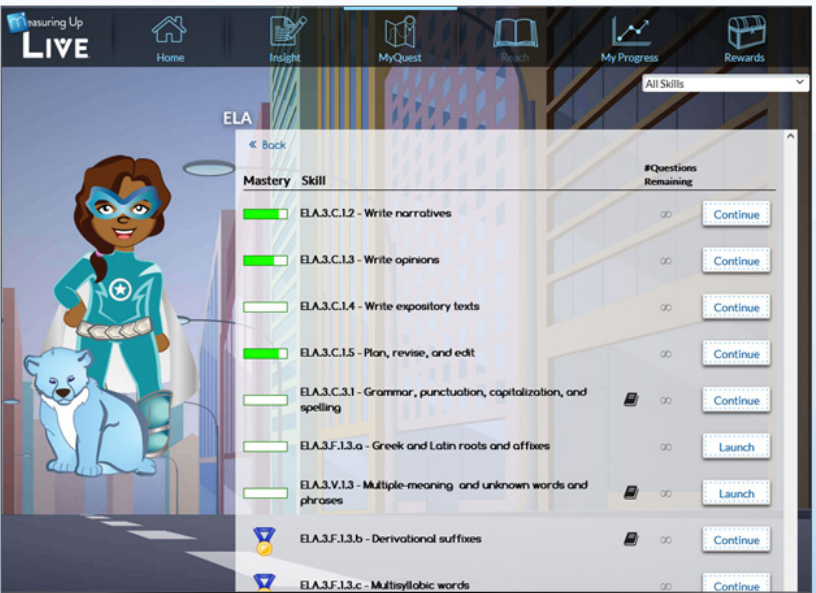 Measuring Up
LIVE
Home
Insight
MyQuest
Reach
My Progress
Rewards
All Skills
ELA
« Back
Mastery Skill #Questions
Remaining
ELA.3.C.1.2 - Write narratives ∞ Continue
ELA.3.C.1.3 - Write opinions ∞ Continue
ELA.3.C.1.4 - Write expository texts ∞ Continue
ELA.3.C.1.5 - Plan, revise, and edit ∞ Continue
ELA.3.C.3.1 - Grammar, punctuation, capitalization, and
spelling ∞ Continue
ELA.3.F.1.3.a - Greek and Latin roots and affixes ∞ Launch
ELA.3.V.1.3 - Multiple-meaning and unknown words and
phrases ∞ Launch
ELA.3.F.1.3.b - Derivational suffixes ∞ Continue
ELA.3.F.1.3.c - Multisyllabic words ∞ Continue